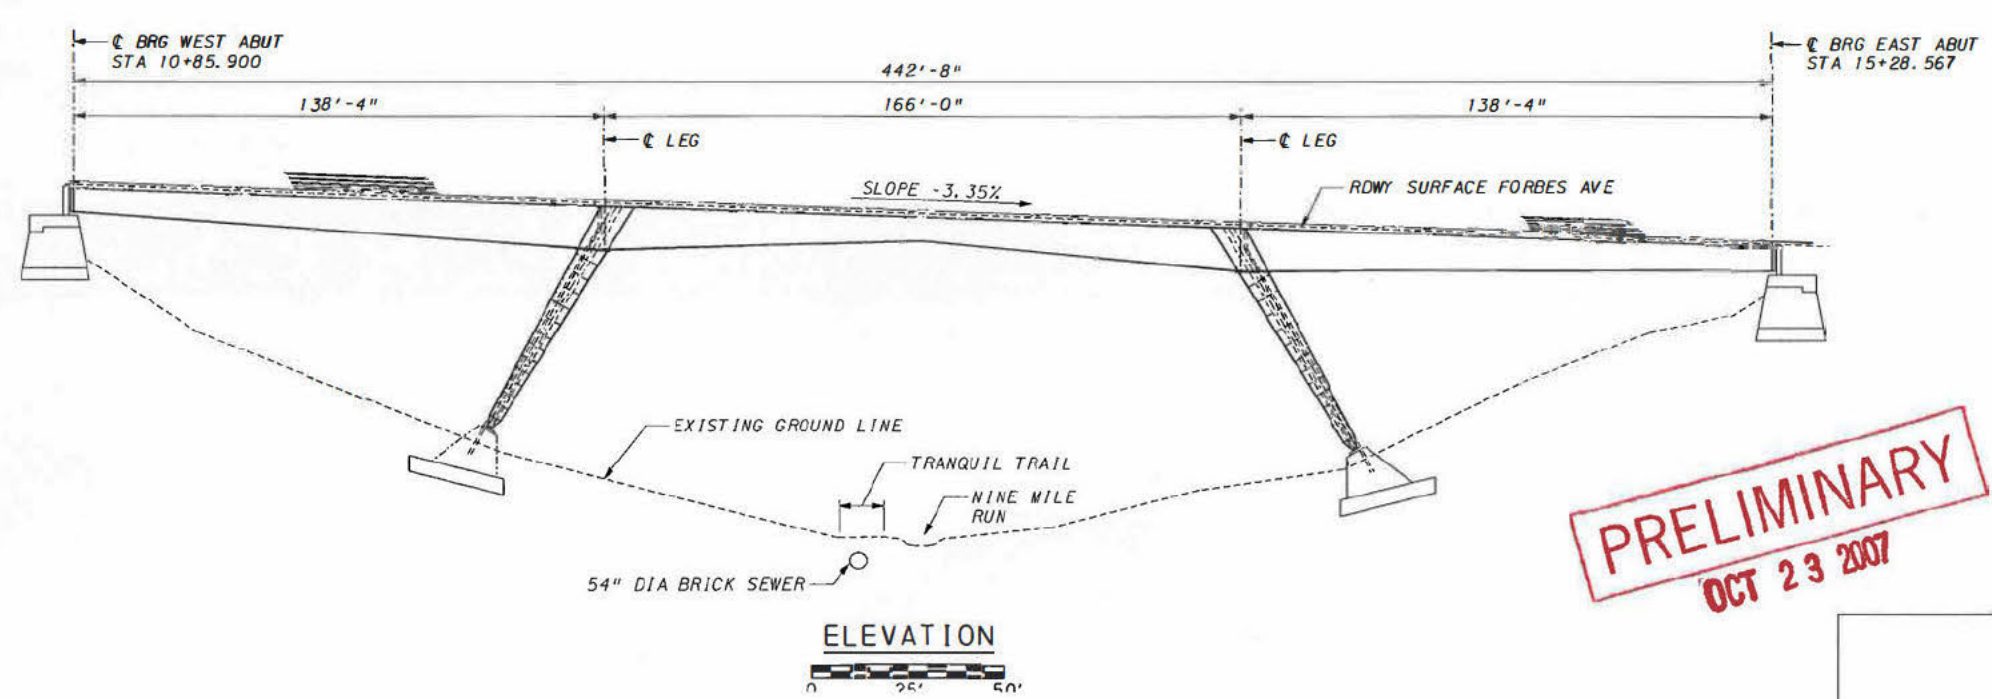 ℄ BRG WEST ABUT
STA 10+85.900
℄ BRG EAST ABUT
STA 15+28.567
442'-8"
138'-4"
166'-0"
138'-4"
℄ LEG
℄ LEG
SLOPE -3.35%
RDWY SURFACE FORBES AVE
EXISTING GROUND LINE
TRANQUIL TRAIL
NINE MILE
RUN
54" DIA BRICK SEWER
PRELIMINARY
OCT 23 2007
ELEVATION
0 25' 50'